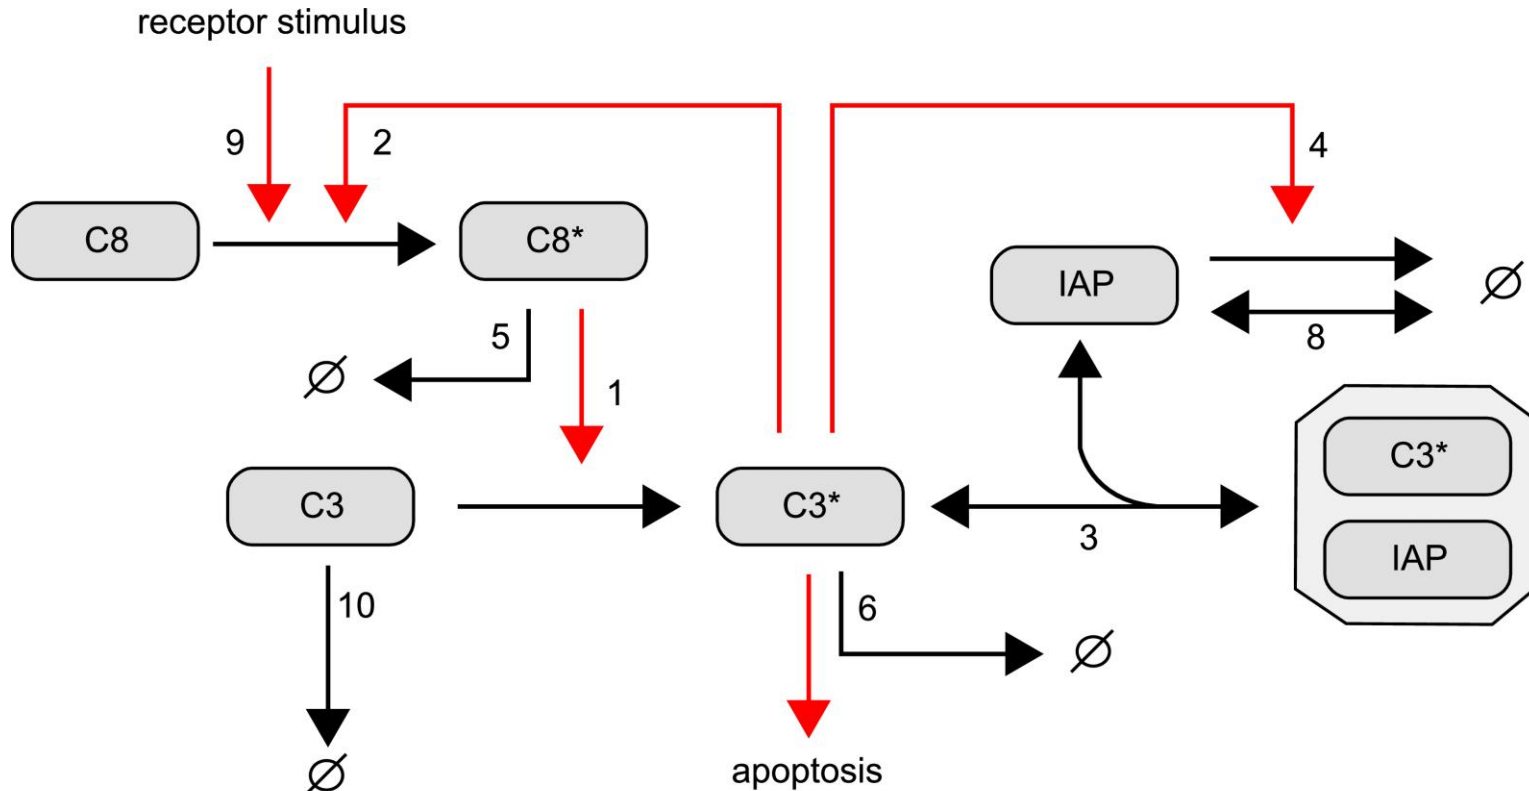 receptor stimulus
9
2
4
C8
C8*
IAP
∅
8
5
∅
1
C3*
C3
C3*
3
IAP
10
6
∅
∅
apoptosis